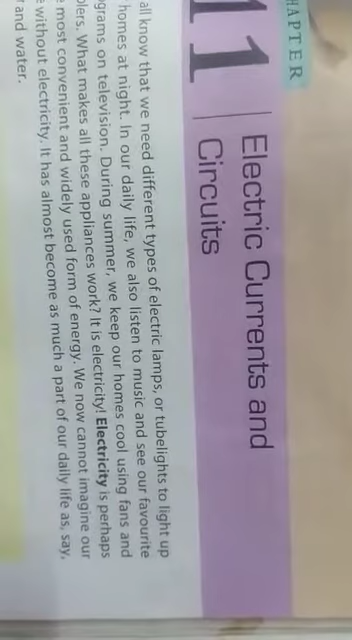 HAPTER
11
Electric Currents and
Circuits
all know that we need different types of electric lamps, or tubelights to light up
homes at night. In our daily life, we also listen to music and see our favourite
grams on television. During summer, we keep our homes cool using fans and
lers. What makes all these appliances work? It is electricity! Electricity is perhaps
most convenient and widely used form of energy. We now cannot imagine our
without electricity. It has almost become as much a part of our daily life as, say,
and water.